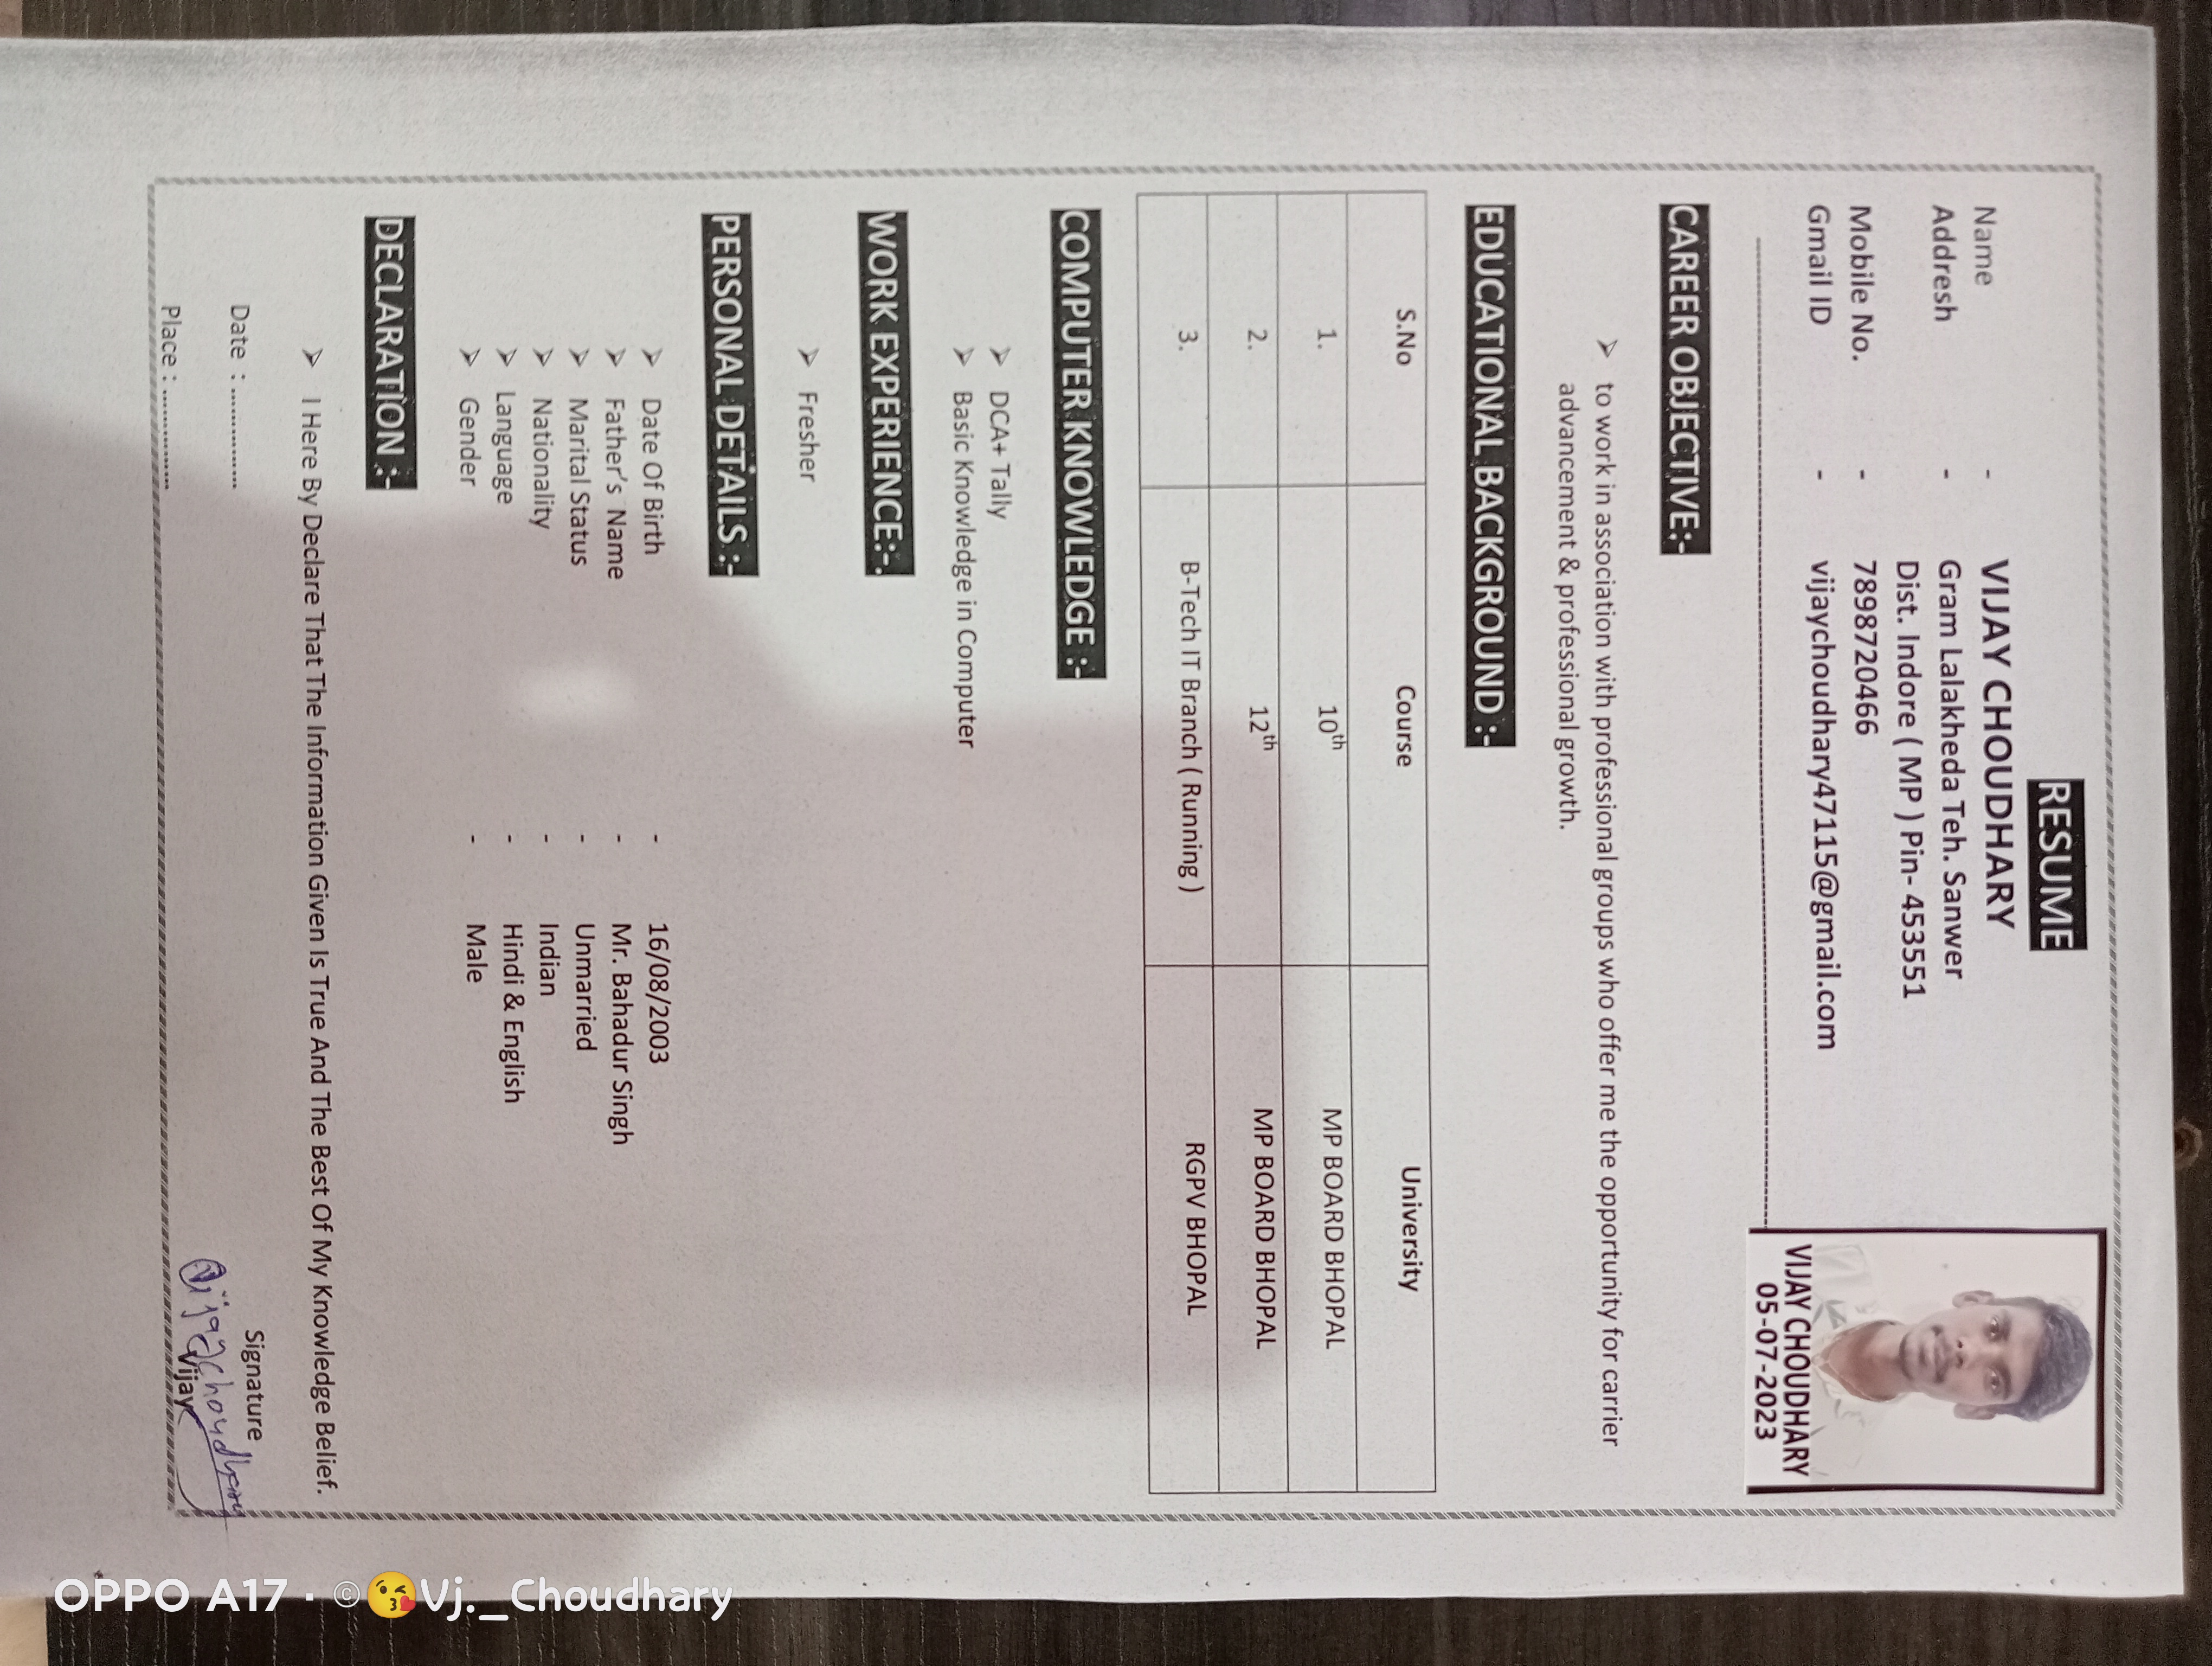 RESUME
Name - VIJAY CHOUDHARY
Addresh - Gram Lalakheda Teh. Sanwer
Dist. Indore ( MP ) Pin- 453551
Mobile No. - 7898720466
Gmail ID - vijaychoudhary47115@gmail.com
VIJAY CHOUDHARY
05-07-2023
CAREER OBJECTIVE:-
➢ to work in association with professional groups who offer me the opportunity for carrier
advancement & professional growth.
EDUCATIONAL BACKGROUND :-
S.No Course University
1. 10th MP BOARD BHOPAL
2. 12th MP BOARD BHOPAL
3. B-Tech IT Branch ( Running ) RGPV BHOPAL
COMPUTER KNOWLEDGE :-
➢ DCA+ Tally
➢ Basic Knowledge in Computer
WORK EXPERIENCE:-.
➢ Fresher
PERSONAL DETAILS :-
➢ Date Of Birth - 16/08/2003
➢ Father's Name - Mr. Bahadur Singh
➢ Marital Status - Unmarried
➢ Nationality - Indian
➢ Language - Hindi & English
➢ Gender - Male
DECLARATION :-
➢ I Here By Declare That The Information Given Is True And The Best Of My Knowledge Belief.
Date : ...............
Signature
Vijaychoudhary
Vijay
Place : ...............
OPPO A17 · ©😘Vj._Choudhary